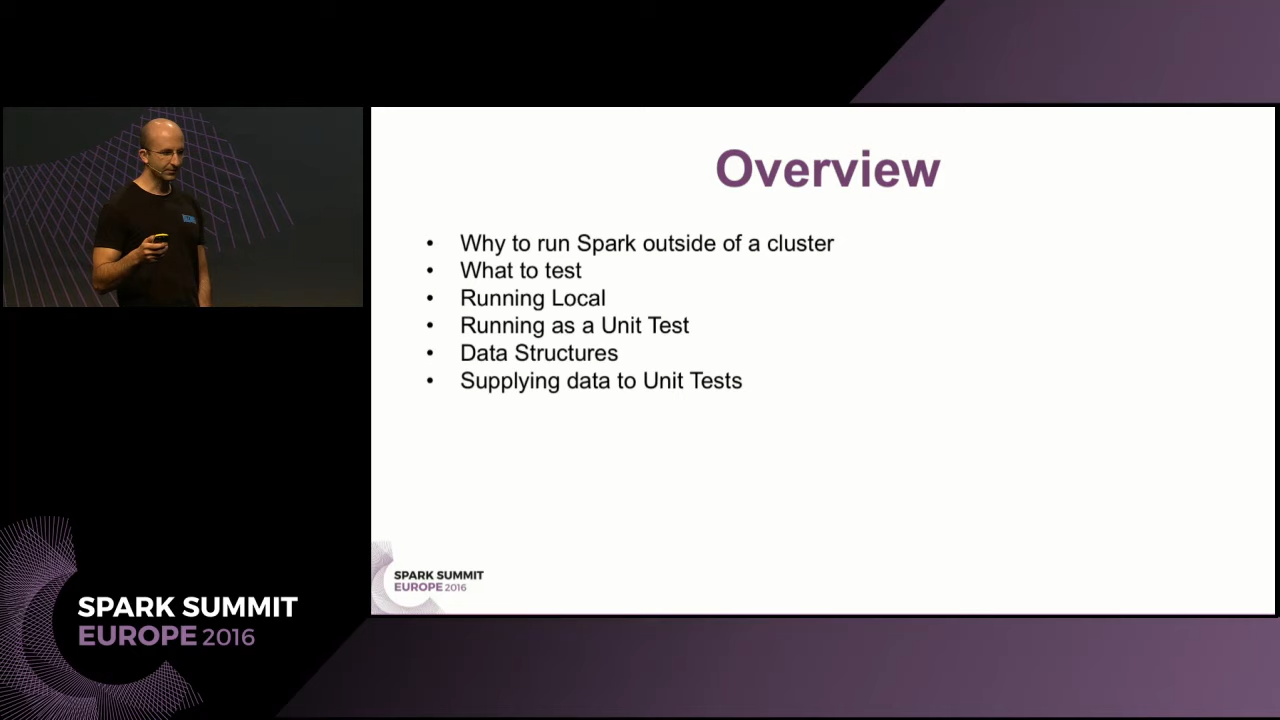 Overview
• Why to run Spark outside of a cluster
• What to test
• Running Local
• Running as a Unit Test
• Data Structures
• Supplying data to Unit Tests
SPARK SUMMIT
EUROPE 2016
SPARK SUMMIT
EUROPE 2016